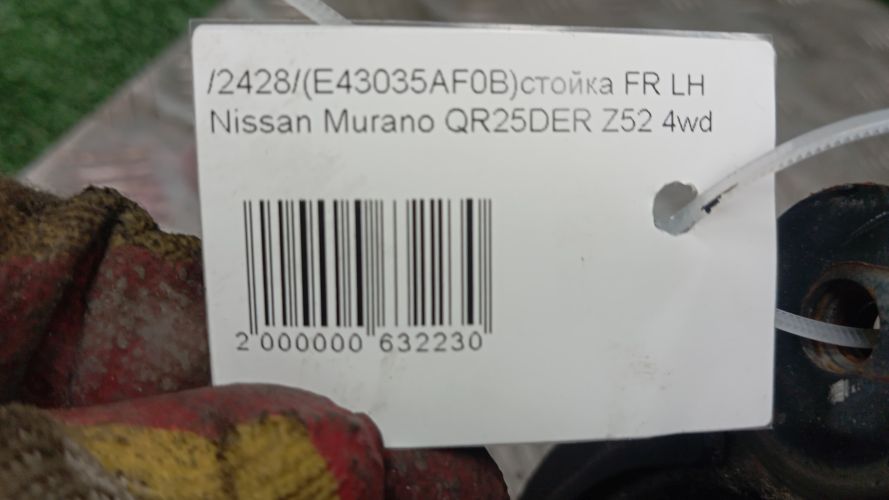 /2428/(E43035AF0B)стойка FR LH
Nissan Murano QR25DER Z52 4wd
2 000000 632230